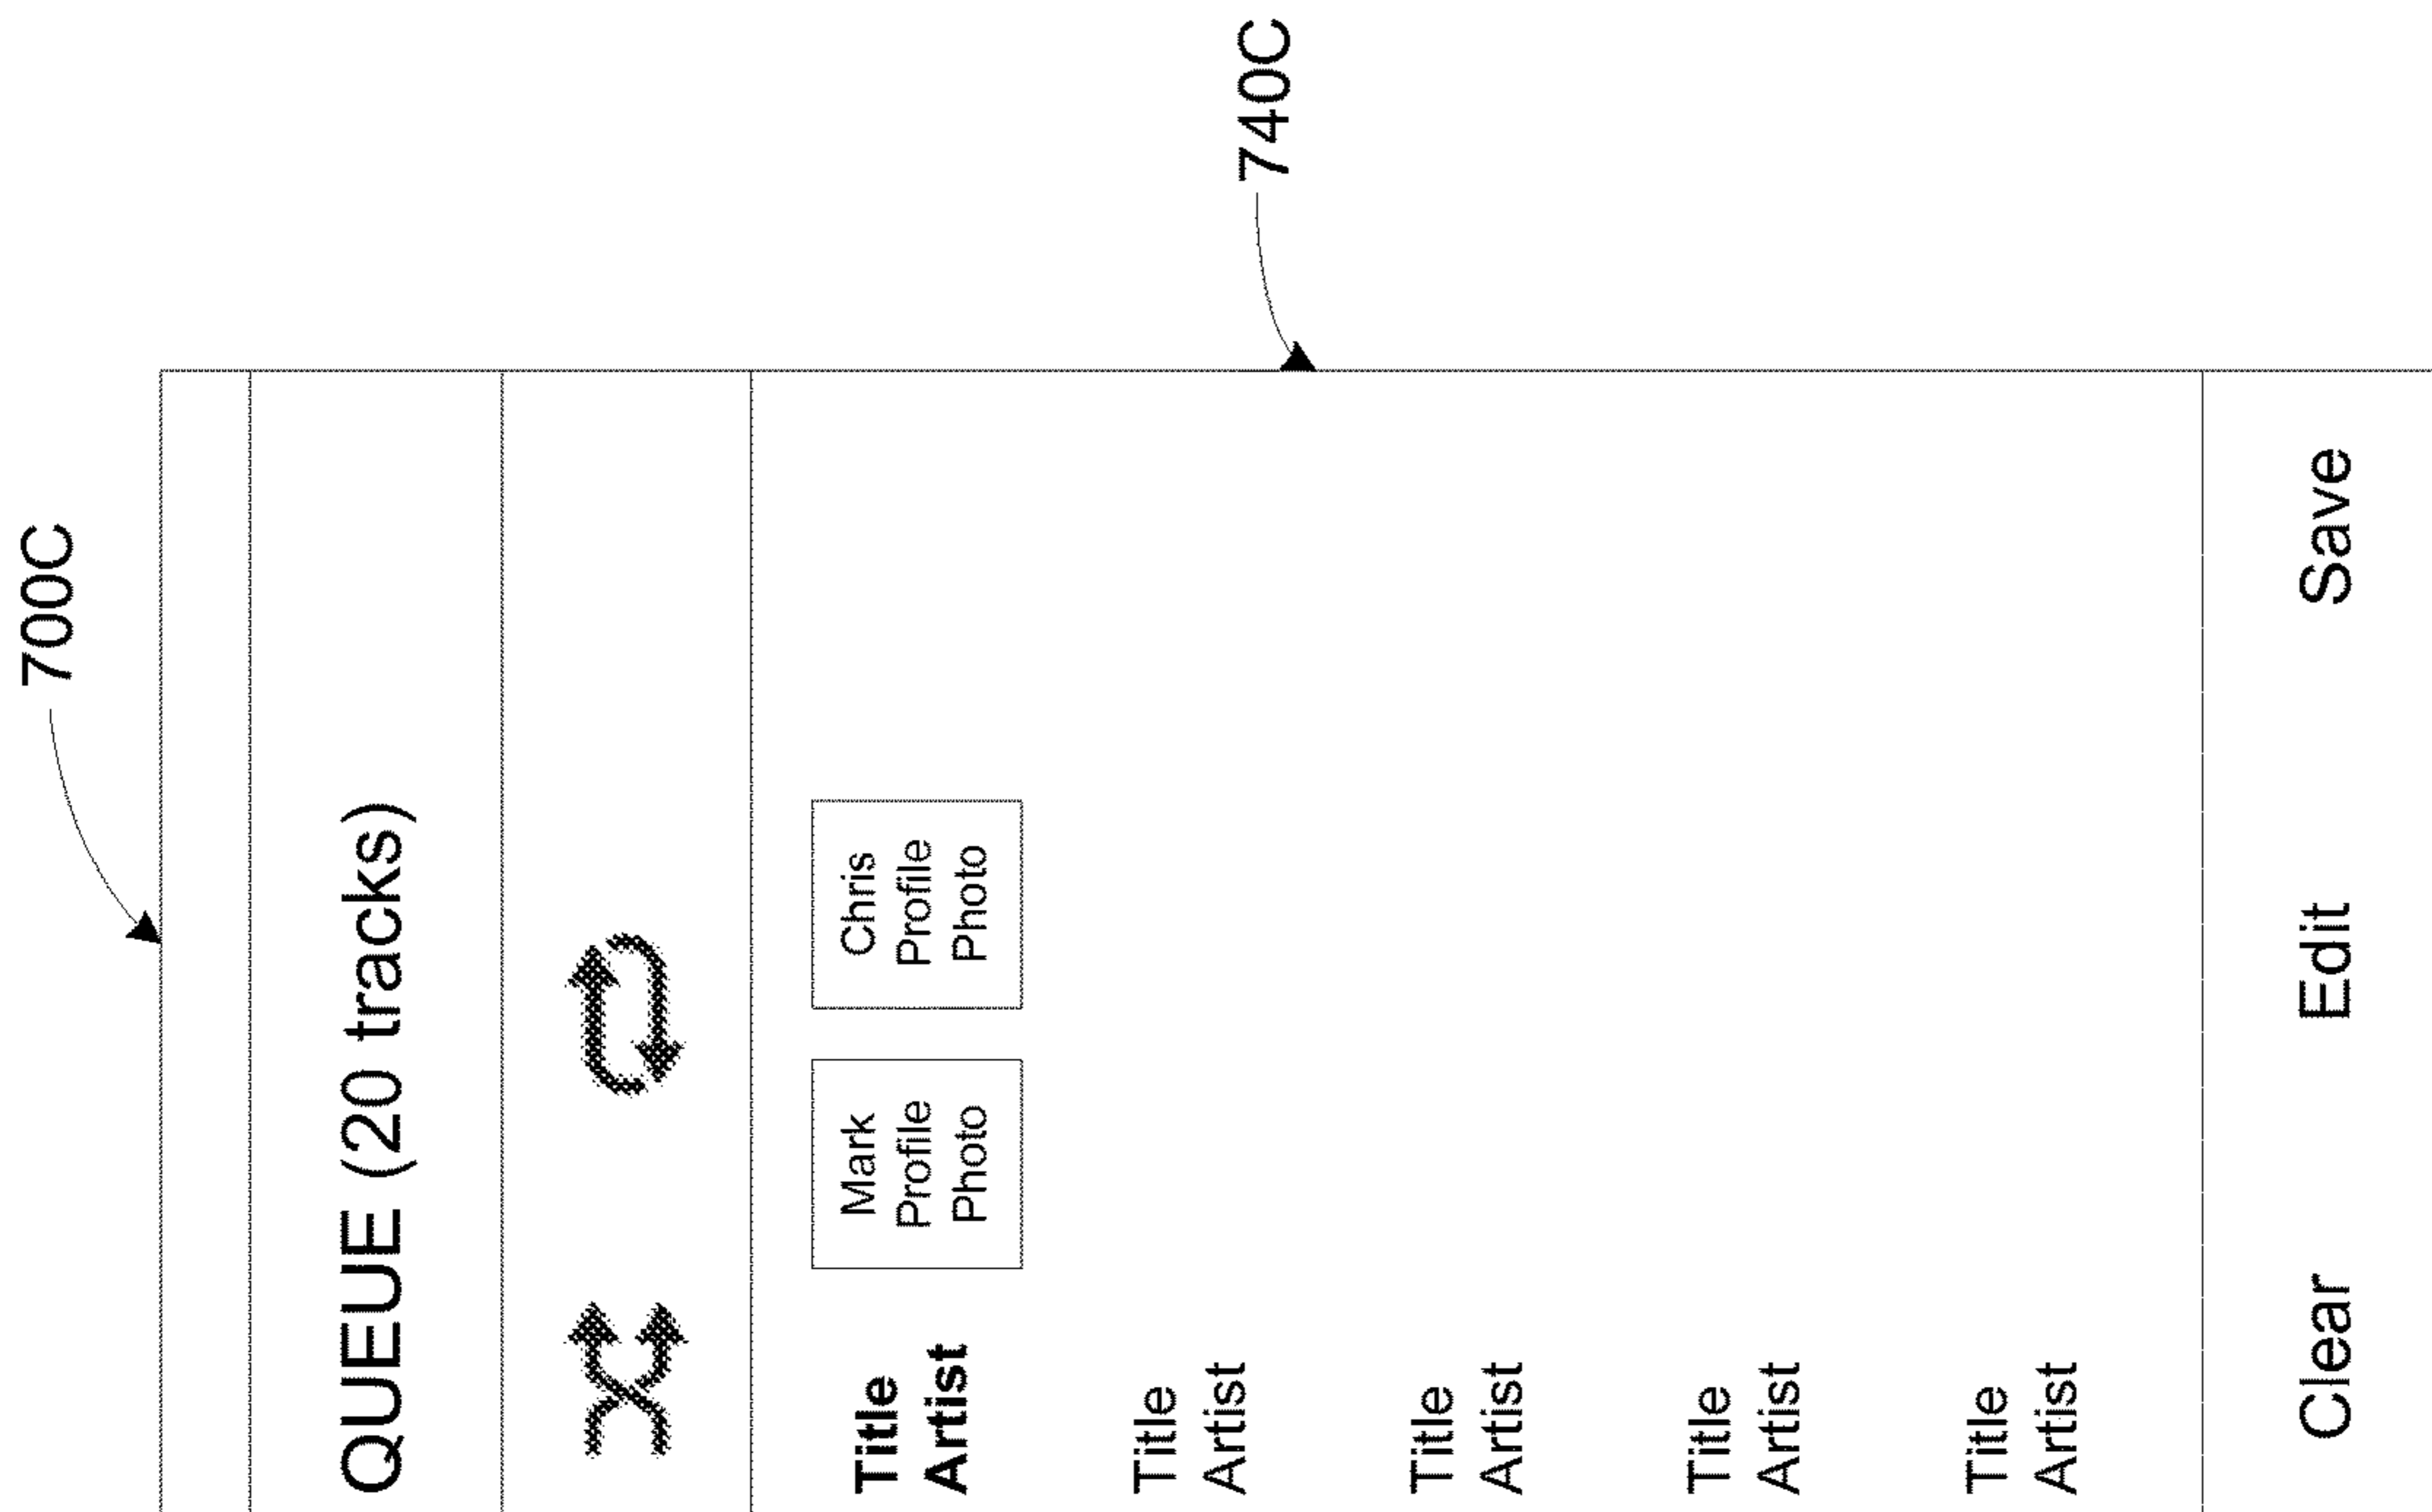 700C
QUEUE (20 tracks)
Title
Artist
Mark
Profile
Photo
Chris
Profile
Photo
740C
Title
Artist
Title
Artist
Title
Artist
Title
Artist
Clear Edit Save